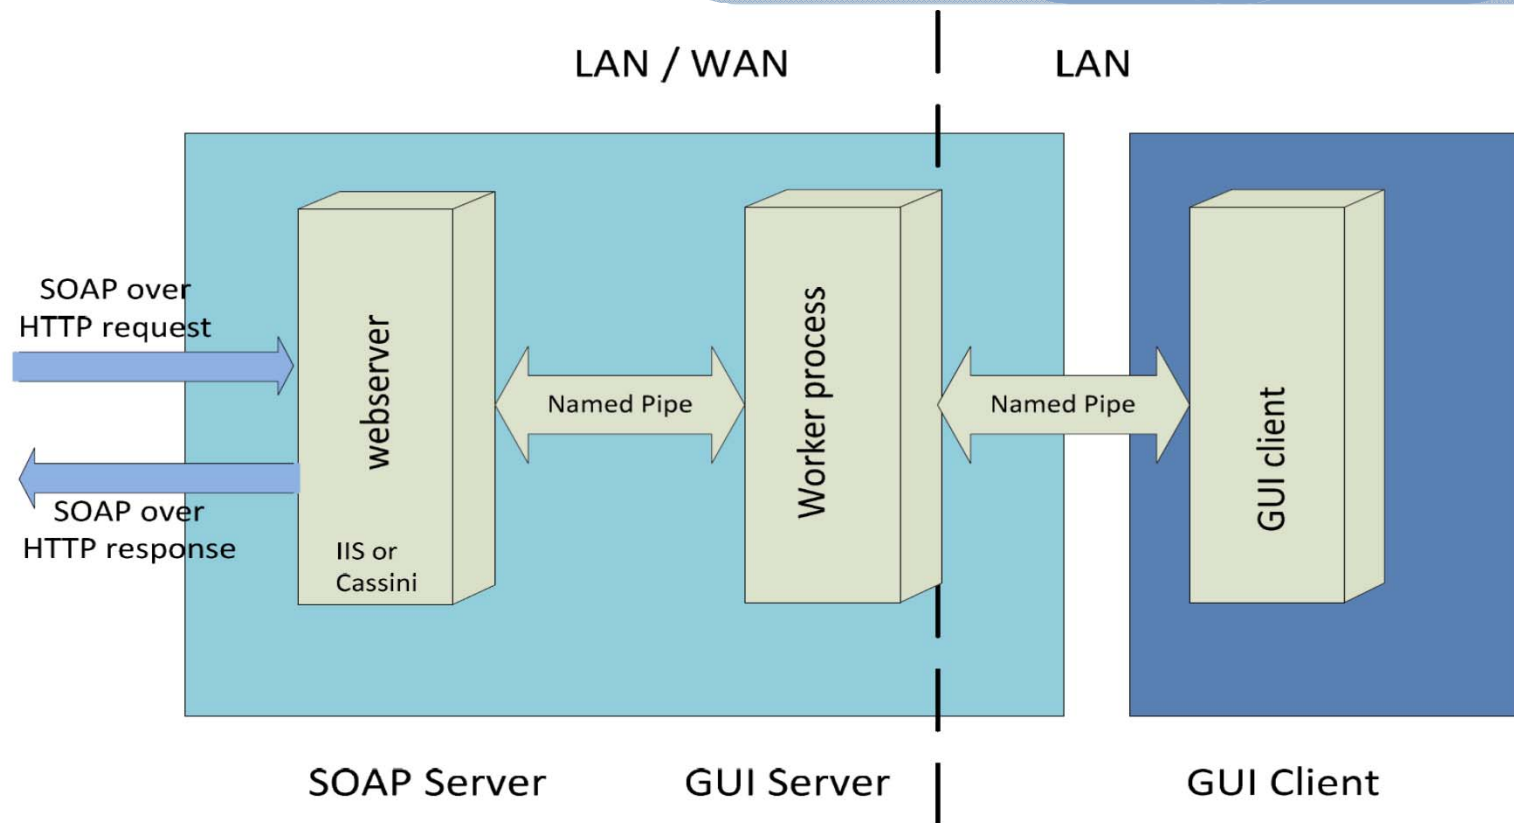 LAN / WAN
LAN
SOAP over
HTTP request
webserver
Named Pipe
Worker process
Named Pipe
GUI client
SOAP over
HTTP response
IIS or
Cassini
SOAP Server
GUI Server
GUI Client